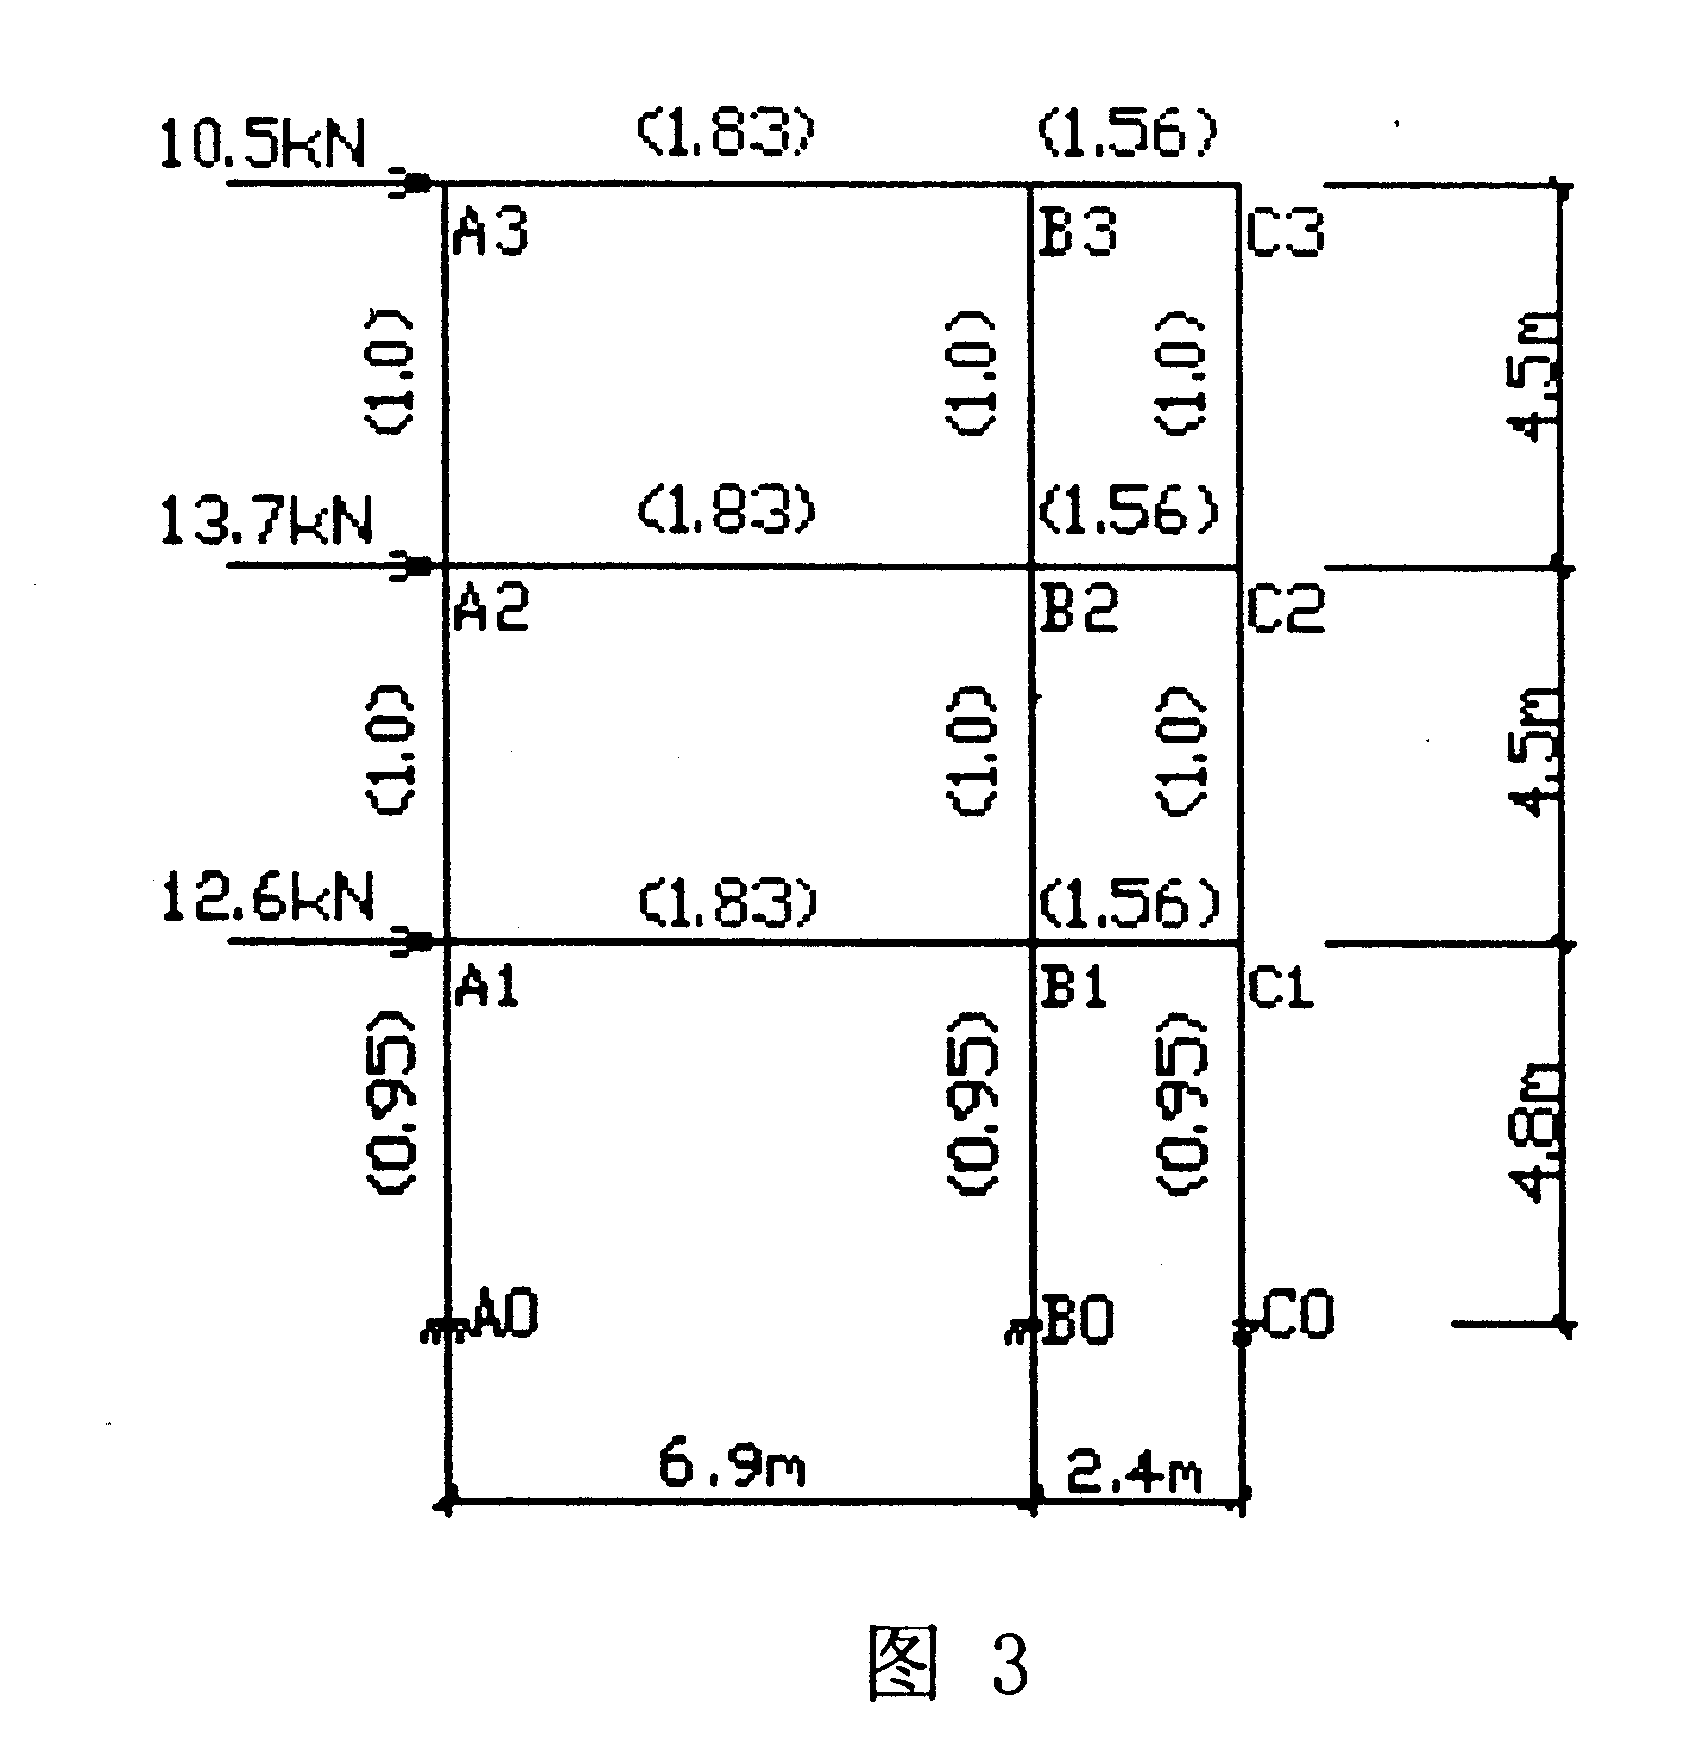 10.5kN (1.83) (1.56)
A3 B3 C3
(1.0) (1.0) (1.0) 4.5m
13.7kN (1.83) (1.56)
A2 B2 C2
(1.0) (1.0) (1.0) 4.5m
12.6kN (1.83) (1.56)
A1 B1 C1
(0.95) (0.95) (0.95) 4.8m
A0 B0 C0
6.9m 2.4m
图 3